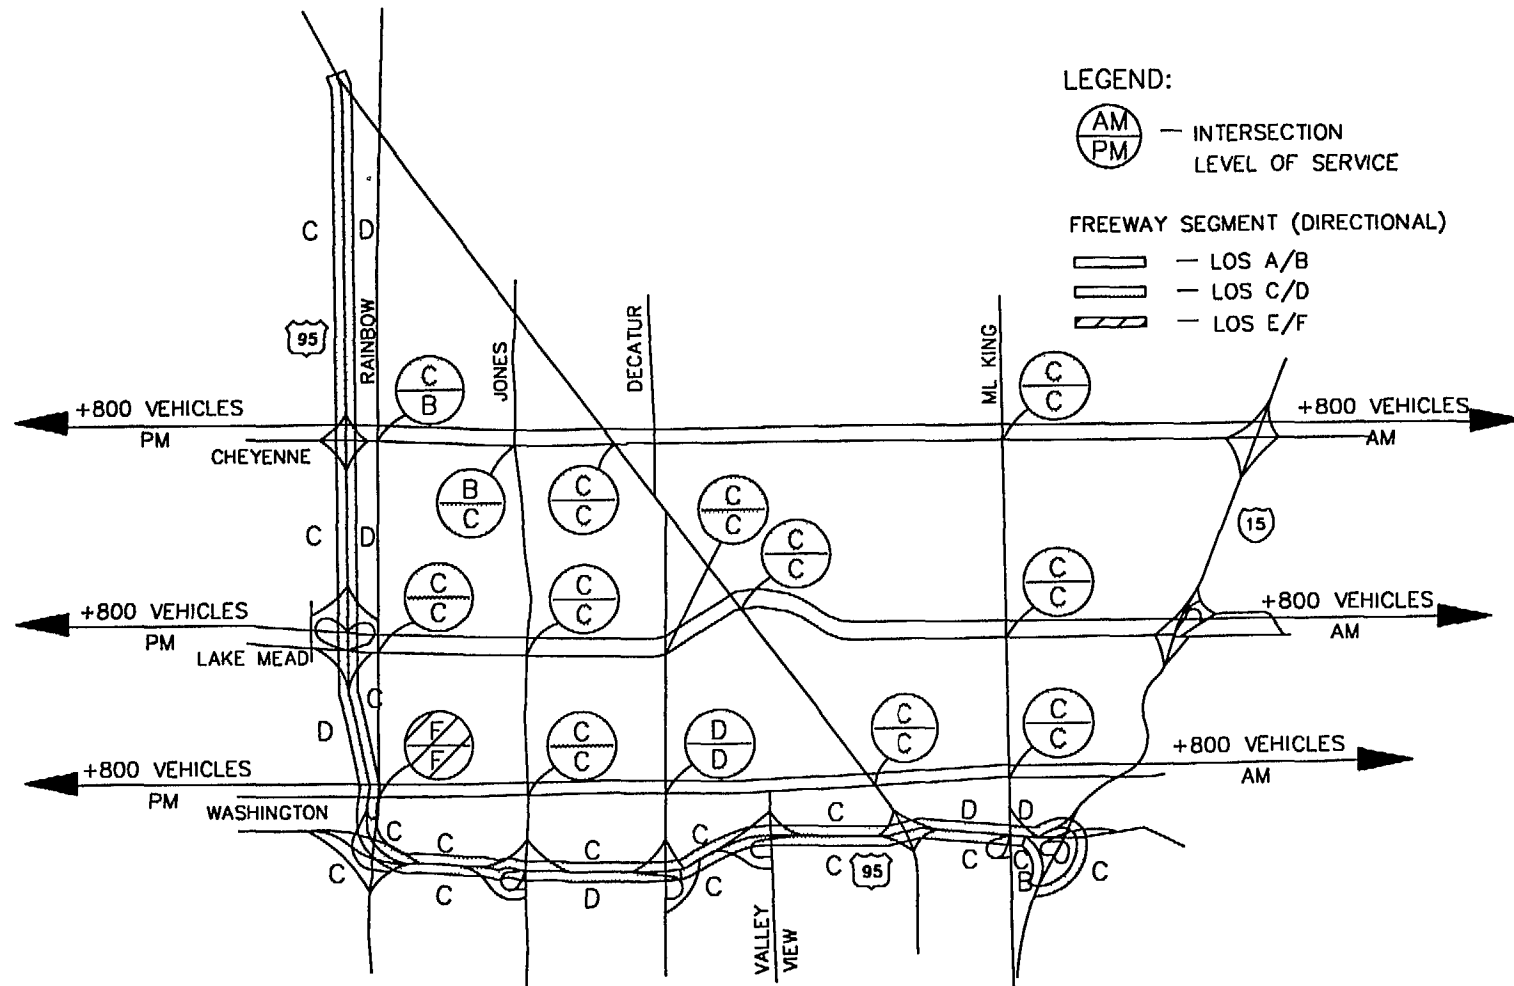 LEGEND:
AM
PM
— INTERSECTION
LEVEL OF SERVICE
FREEWAY SEGMENT (DIRECTIONAL)
— LOS A/B
— LOS C/D
— LOS E/F
C
D
95
RAINBOW
JONES
DECATUR
ML KING
C
B
C
C
+800 VEHICLES
PM
+800 VEHICLES
AM
CHEYENNE
B
C
C
C
C
C
C
C
15
C
D
C
C
C
C
C
C
+800 VEHICLES
PM
+800 VEHICLES
AM
LAKE MEAD
C
D
F
F
C
C
D
D
C
C
C
C
+800 VEHICLES
PM
+800 VEHICLES
AM
WASHINGTON
C
C
C
C
C
D
D
C
C
D
C
C
95
C
C
B
C
VALLEY
VIEW